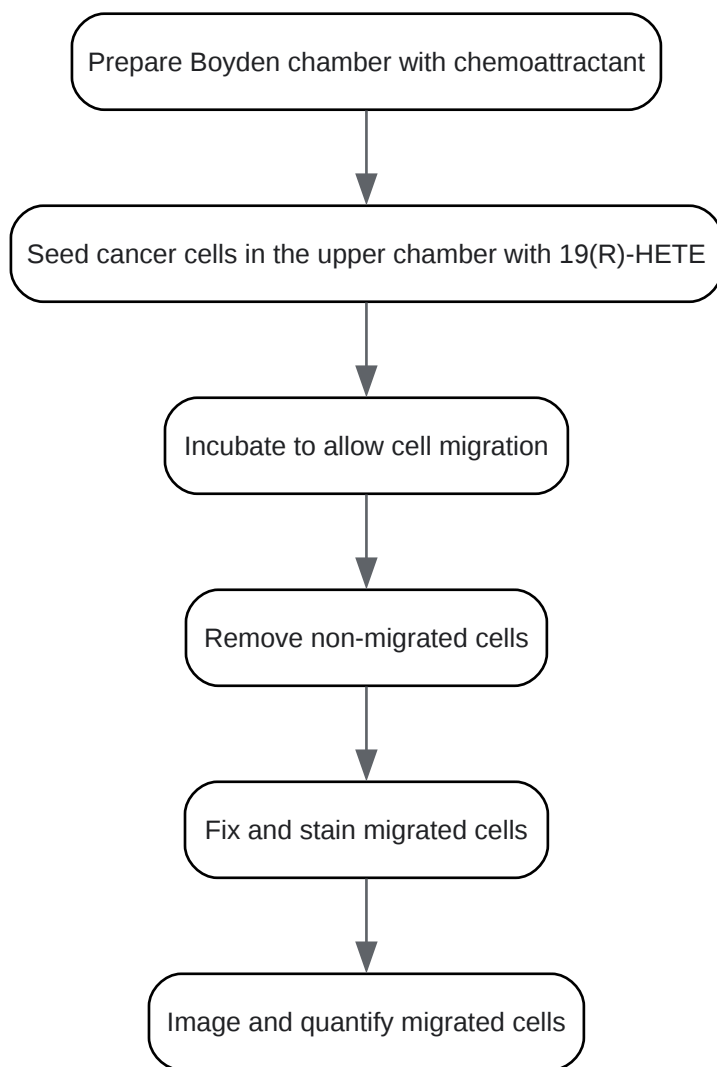 Prepare Boyden chamber with chemoattractant
Seed cancer cells in the upper chamber with 19(R)-HETE
Incubate to allow cell migration
Remove non-migrated cells
Fix and stain migrated cells
Image and quantify migrated cells